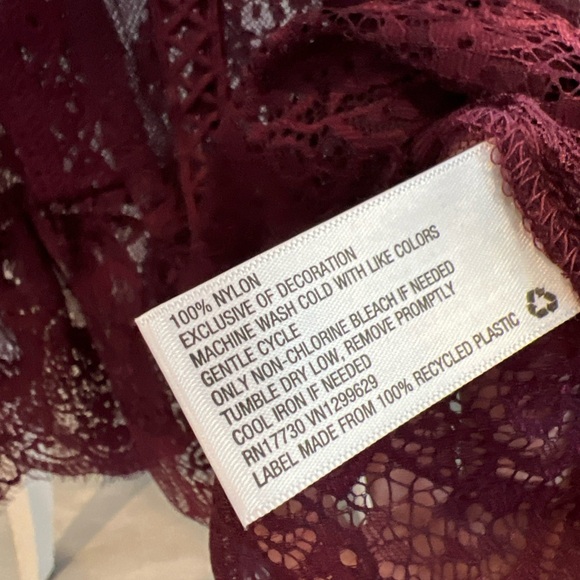 100% NYLON
EXCLUSIVE OF DECORATION
MACHINE WASH COLD WITH LIKE COLORS
GENTLE CYCLE
ONLY NON-CHLORINE BLEACH IF NEEDED
TUMBLE DRY LOW, REMOVE PROMPTLY
COOL IRON IF NEEDED
RN17730 VN1299629
LABEL MADE FROM 100% RECYCLED PLASTIC